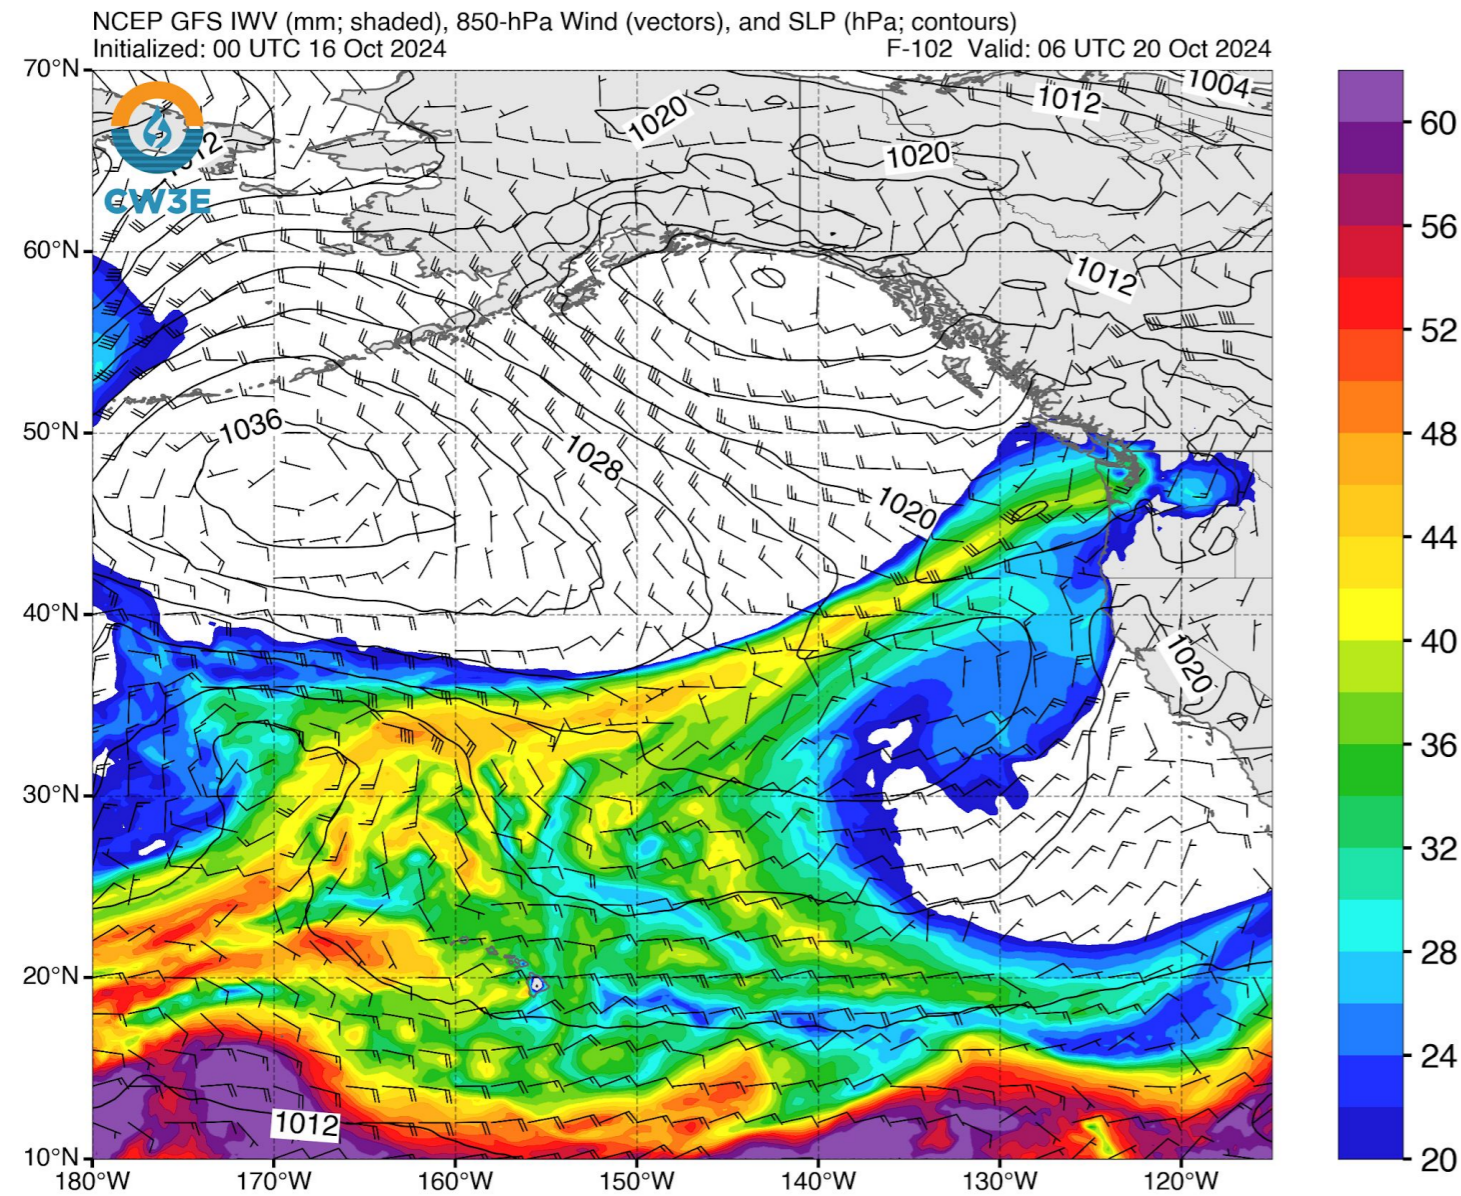 NCEP GFS IWV (mm; shaded), 850-hPa Wind (vectors), and SLP (hPa; contours)
Initialized: 00 UTC 16 Oct 2024
F-102 Valid: 06 UTC 20 Oct 2024
70°N
60°N
50°N
40°N
30°N
20°N
10°N
CW3E
1020
1012
1004
1020
1012
1036
1028
1020
1020
1012
180°W
170°W
160°W
150°W
140°W
130°W
120°W
60
56
52
48
44
40
36
32
28
24
20